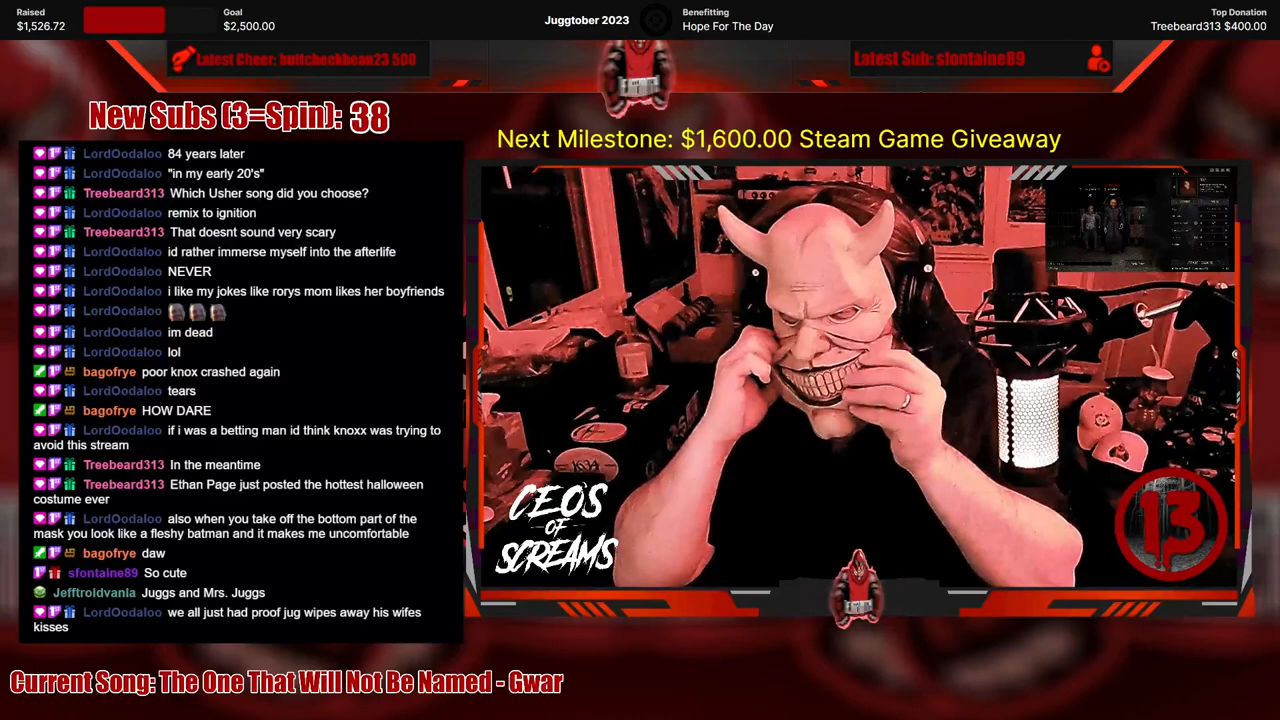 Raised
$1,526.72
Goal
$2,500.00
Juggtober 2023
Benefitting
Hope For The Day
Top Donation
Treebeard313 $400.00
Latest Cheer: buttcheekbean23 500
Latest Sub: sfontaine89
New Subs (3=Spin): 38
Next Milestone: $1,600.00 Steam Game Giveaway
LordOodaloo 84 years later
LordOodaloo "in my early 20's"
Treebeard313 Which Usher song did you choose?
LordOodaloo remix to ignition
Treebeard313 That doesnt sound very scary
LordOodaloo id rather immerse myself into the afterlife
LordOodaloo NEVER
LordOodaloo i like my jokes like rorys mom likes her boyfriends
LordOodaloo
LordOodaloo im dead
LordOodaloo lol
bagofrye poor knox crashed again
LordOodaloo tears
bagofrye HOW DARE
LordOodaloo if i was a betting man id think knoxx was trying to
avoid this stream
Treebeard313 In the meantime
Treebeard313 Ethan Page just posted the hottest halloween
costume ever
LordOodaloo also when you take off the bottom part of the
mask you look like a fleshy batman and it makes me uncomfortable
bagofrye daw
sfontaine89 So cute
Jefftroidvania Juggs and Mrs. Juggs
LordOodaloo we all just had proof jug wipes away his wifes
kisses
CEOS
OF
SCREAMS
13
Current Song: The One That Will Not Be Named - Gwar